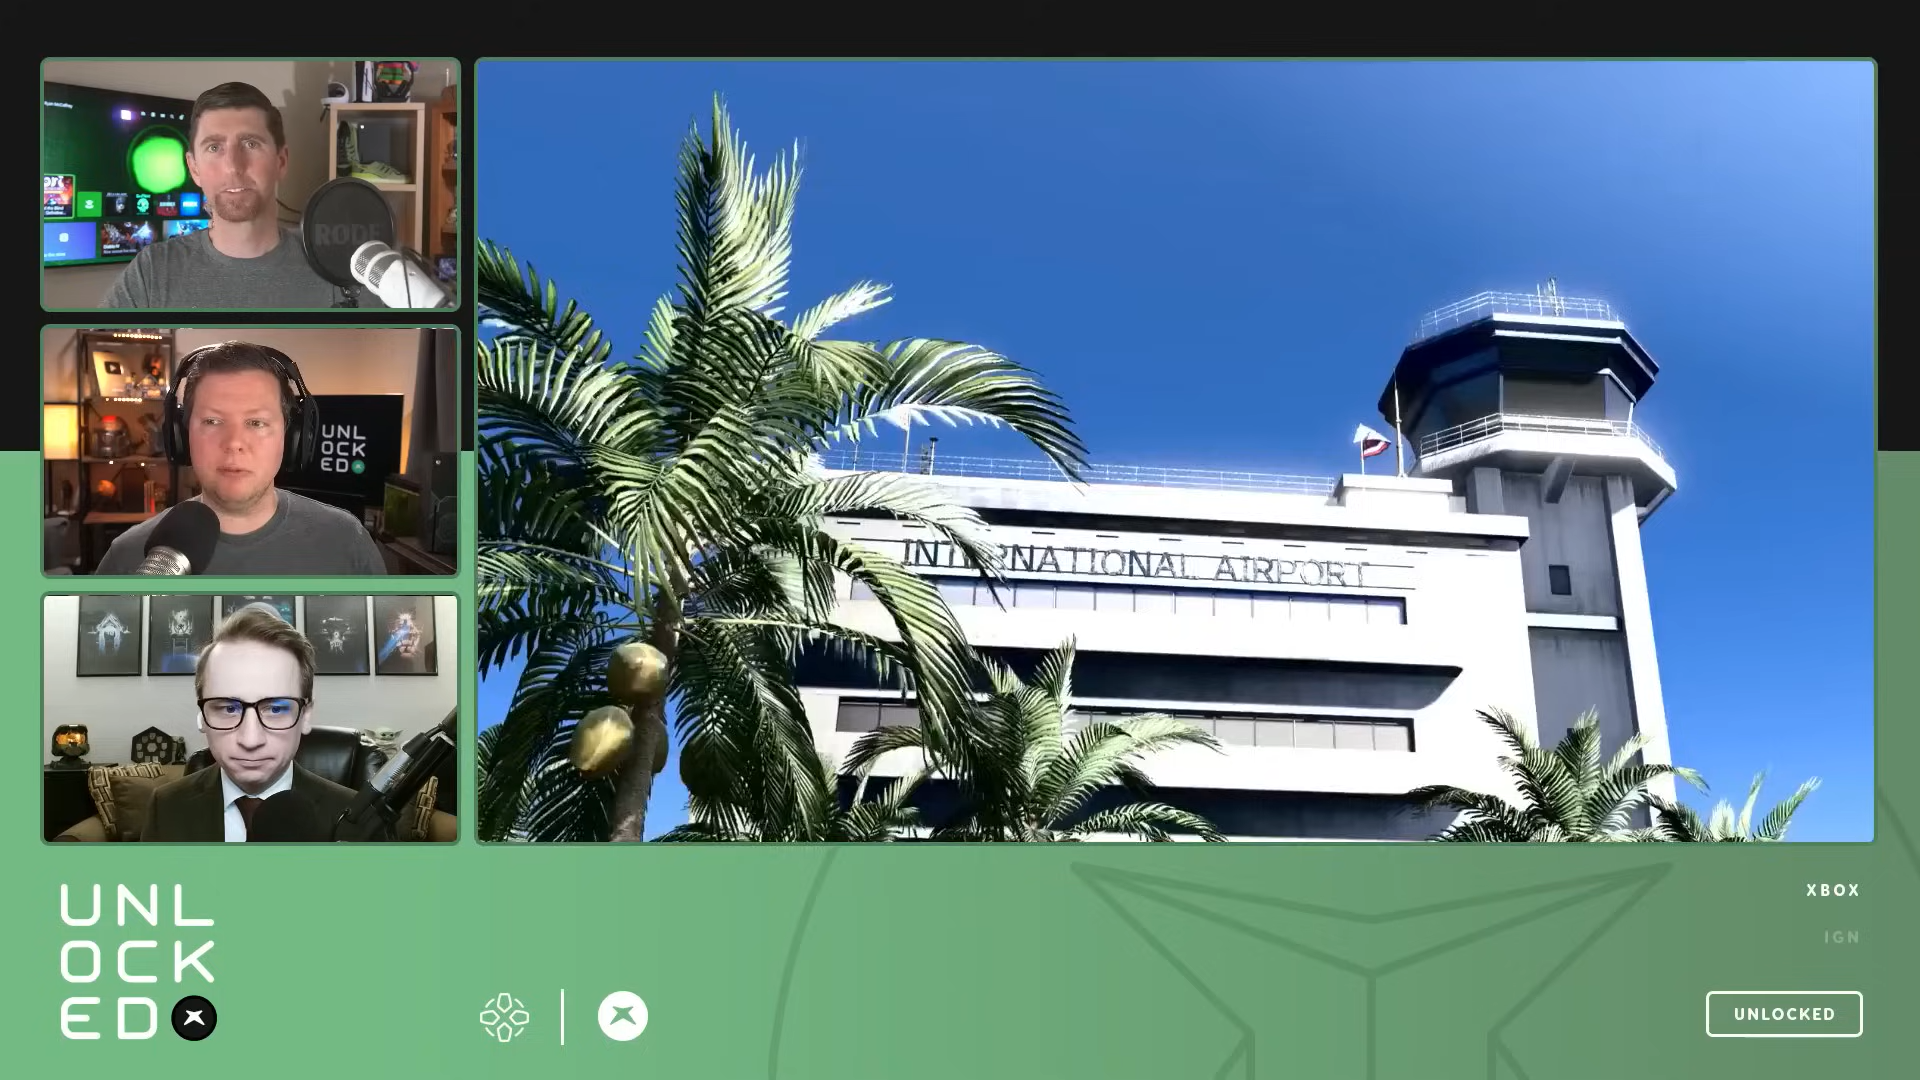 RODE
UNL
OCK
ED
INTERNATIONAL AIRPORT
UNL
OCK
ED
XBOX
IGN
UNLOCKED